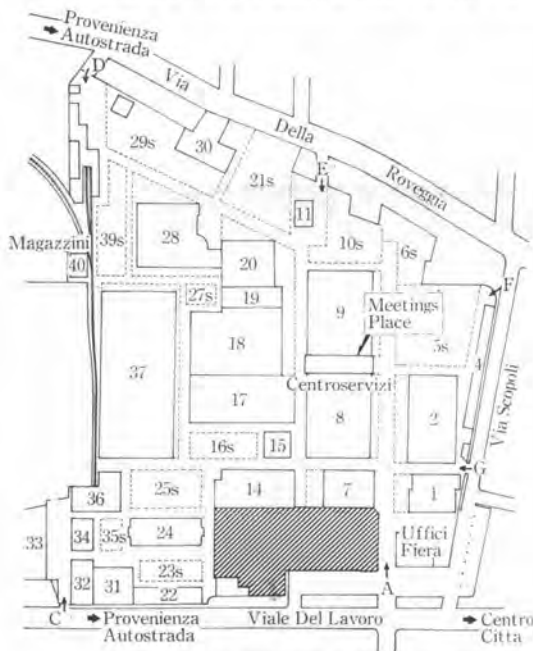 Provenienza
Autostrada
D
Via
Della
Roveggia
29s
30
21s
E
11
10s
6s
39s
28
Magazzini
40
20
27s
19
9
F
Meetings
Place
5s
4
Via Scopoli
18
37
Centroservizi
17
8
2
16s
15
G
36
25s
14
7
1
33
34
35s
24
Uffici
Fiera
23s
32
31
22
A
C
Provenienza
Autostrada
Viale Del Lavoro
Centro
Citta